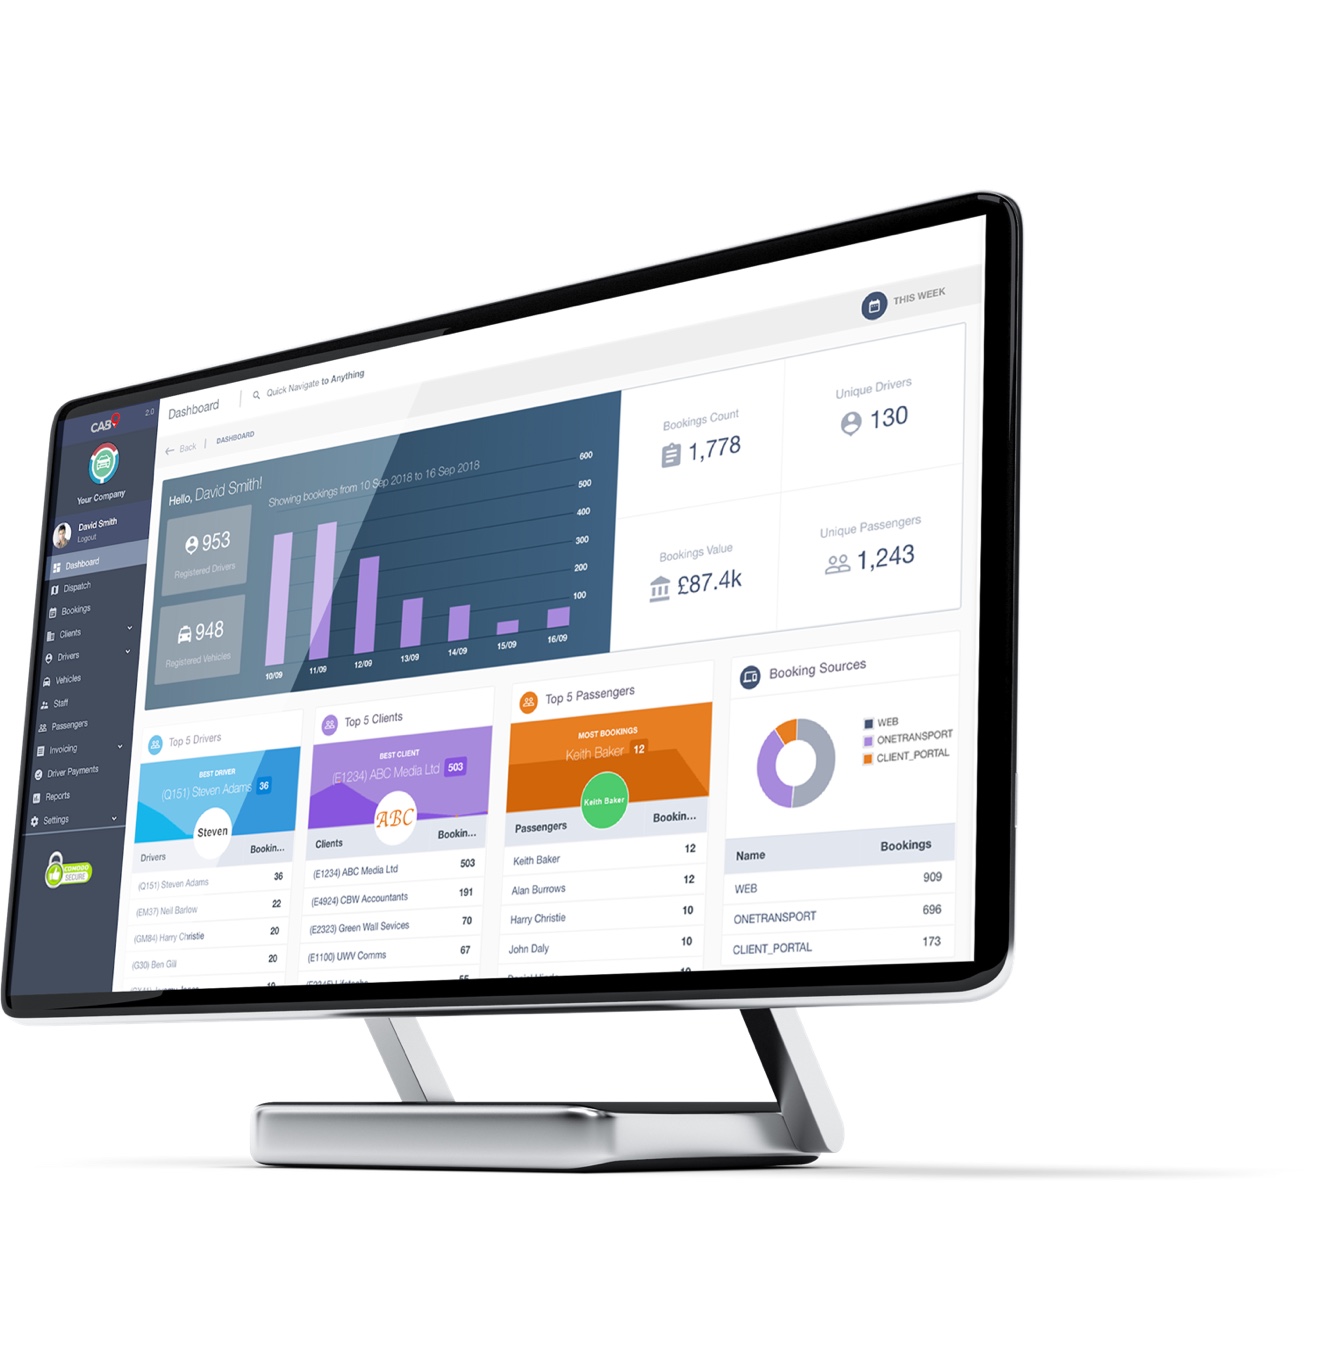 CAB
2.0
Your Company
David Smith
Logout
Dashboard
Dispatch
Bookings
Clients
Drivers
Vehicles
Staff
Passengers
Invoicing
Driver Payments
Reports
Settings
COMODO
SECURE
Dashboard
Quick Navigate to Anything
Back
DASHBOARD
THIS WEEK
Hello, David Smith!
953
Registered Drivers
948
Registered Vehicles
Showing bookings from 10 Sep 2018 to 16 Sep 2018
600
500
400
300
200
100
10/09
11/09
12/09
13/09
14/09
15/09
16/09
Bookings Count
1,778
Unique Drivers
130
Bookings Value
£87.4k
Unique Passengers
1,243
Top 5 Drivers
BEST DRIVER
(Q151) Steven Adams 36
Steven
Drivers Bookin...
(Q151) Steven Adams 36
(EM37) Neil Barlow 22
(GM84) Harry Christie 20
(G30) Ben Gill 20
Top 5 Clients
BEST CLIENT
(E1234) ABC Media Ltd 503
ABC
Clients Bookin...
(E1234) ABC Media Ltd 503
(E4924) CBW Accountants 191
(E2323) Green Wall Sevices 70
(E1100) UWV Comms 67
Top 5 Passengers
MOST BOOKINGS
Keith Baker 12
Keith Baker
Passengers Bookin...
Keith Baker 12
Alan Burrows 12
Harry Christie 10
John Daly 10
Booking Sources
WEB
ONETRANSPORT
CLIENT_PORTAL
Name Bookings
WEB 909
ONETRANSPORT 696
CLIENT_PORTAL 173